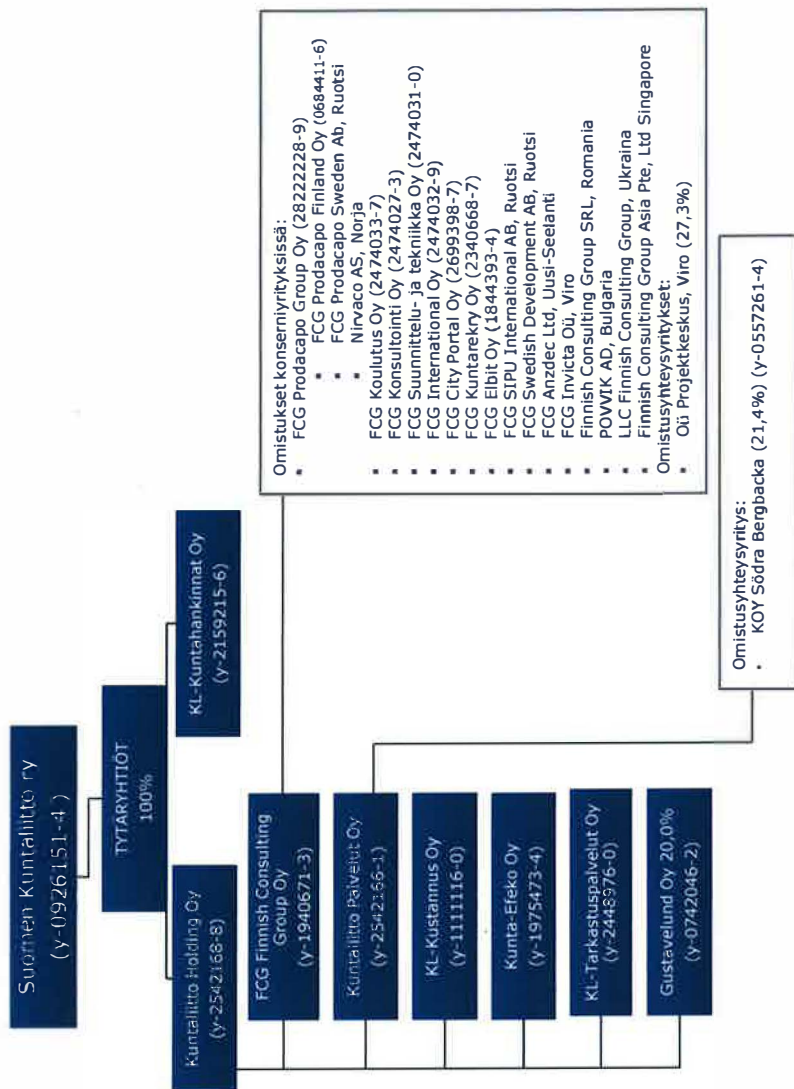 Suomen Kuntaliitto ry
(y-0926151-4 )
TYTÄRYHTIÖT
100%
Kuntaliitto Holding Oy
(y-2542168-8)
KL-Kuntahankinnat Oy
(y-2159215-6)
FCG Finnish Consulting
Group Oy
(y-1940671-3)
Kuntaliitto Palvelut Oy
(y-2542166-1)
KL-Kustannus Oy
(y-1111116-0)
Kunta-Efeko Oy
(y-1975473-4)
KL-Tarkastuspalvelut Oy
(y-2448976-0)
Gustavelund Oy 20,0%
(y-0742046-2)
Omistukset konserniyrityksissä:
▪ FCG Prodacapo Group Oy (28222228-9)
▪ FCG Prodacapo Finland Oy (0684411-6)
▪ FCG Prodacapo Sweden Ab, Ruotsi
▪ Nirvaco AS, Norja
▪ FCG Koulutus Oy (2474033-7)
▪ FCG Konsultointi Oy (2474027-3)
▪ FCG Suunnittelu- ja tekniikka Oy (2474031-0)
▪ FCG International Oy (2474032-9)
▪ FCG City Portal Oy (2699398-7)
▪ FCG Kuntarekry Oy (2340668-7)
▪ FCG Elbit Oy (1844393-4)
▪ FCG SIPU International AB, Ruotsi
▪ FCG Swedish Development AB, Ruotsi
▪ FCG Anzdec Ltd, Uusi-Seelanti
▪ FCG Invicta Oü, Viro
▪ Finnish Consulting Group SRL, Romania
▪ POVVIK AD, Bulgaria
▪ LLC Finnish Consulting Group, Ukraina
▪ Finnish Consulting Group Asia Pte, Ltd Singapore
Omistusyhteysyritykset:
▪ Oü Projektkeskus, Viro (27,3%)
Omistusyhteysyritys:
• KOY Södra Bergbacka (21,4%) (y-0557261-4)